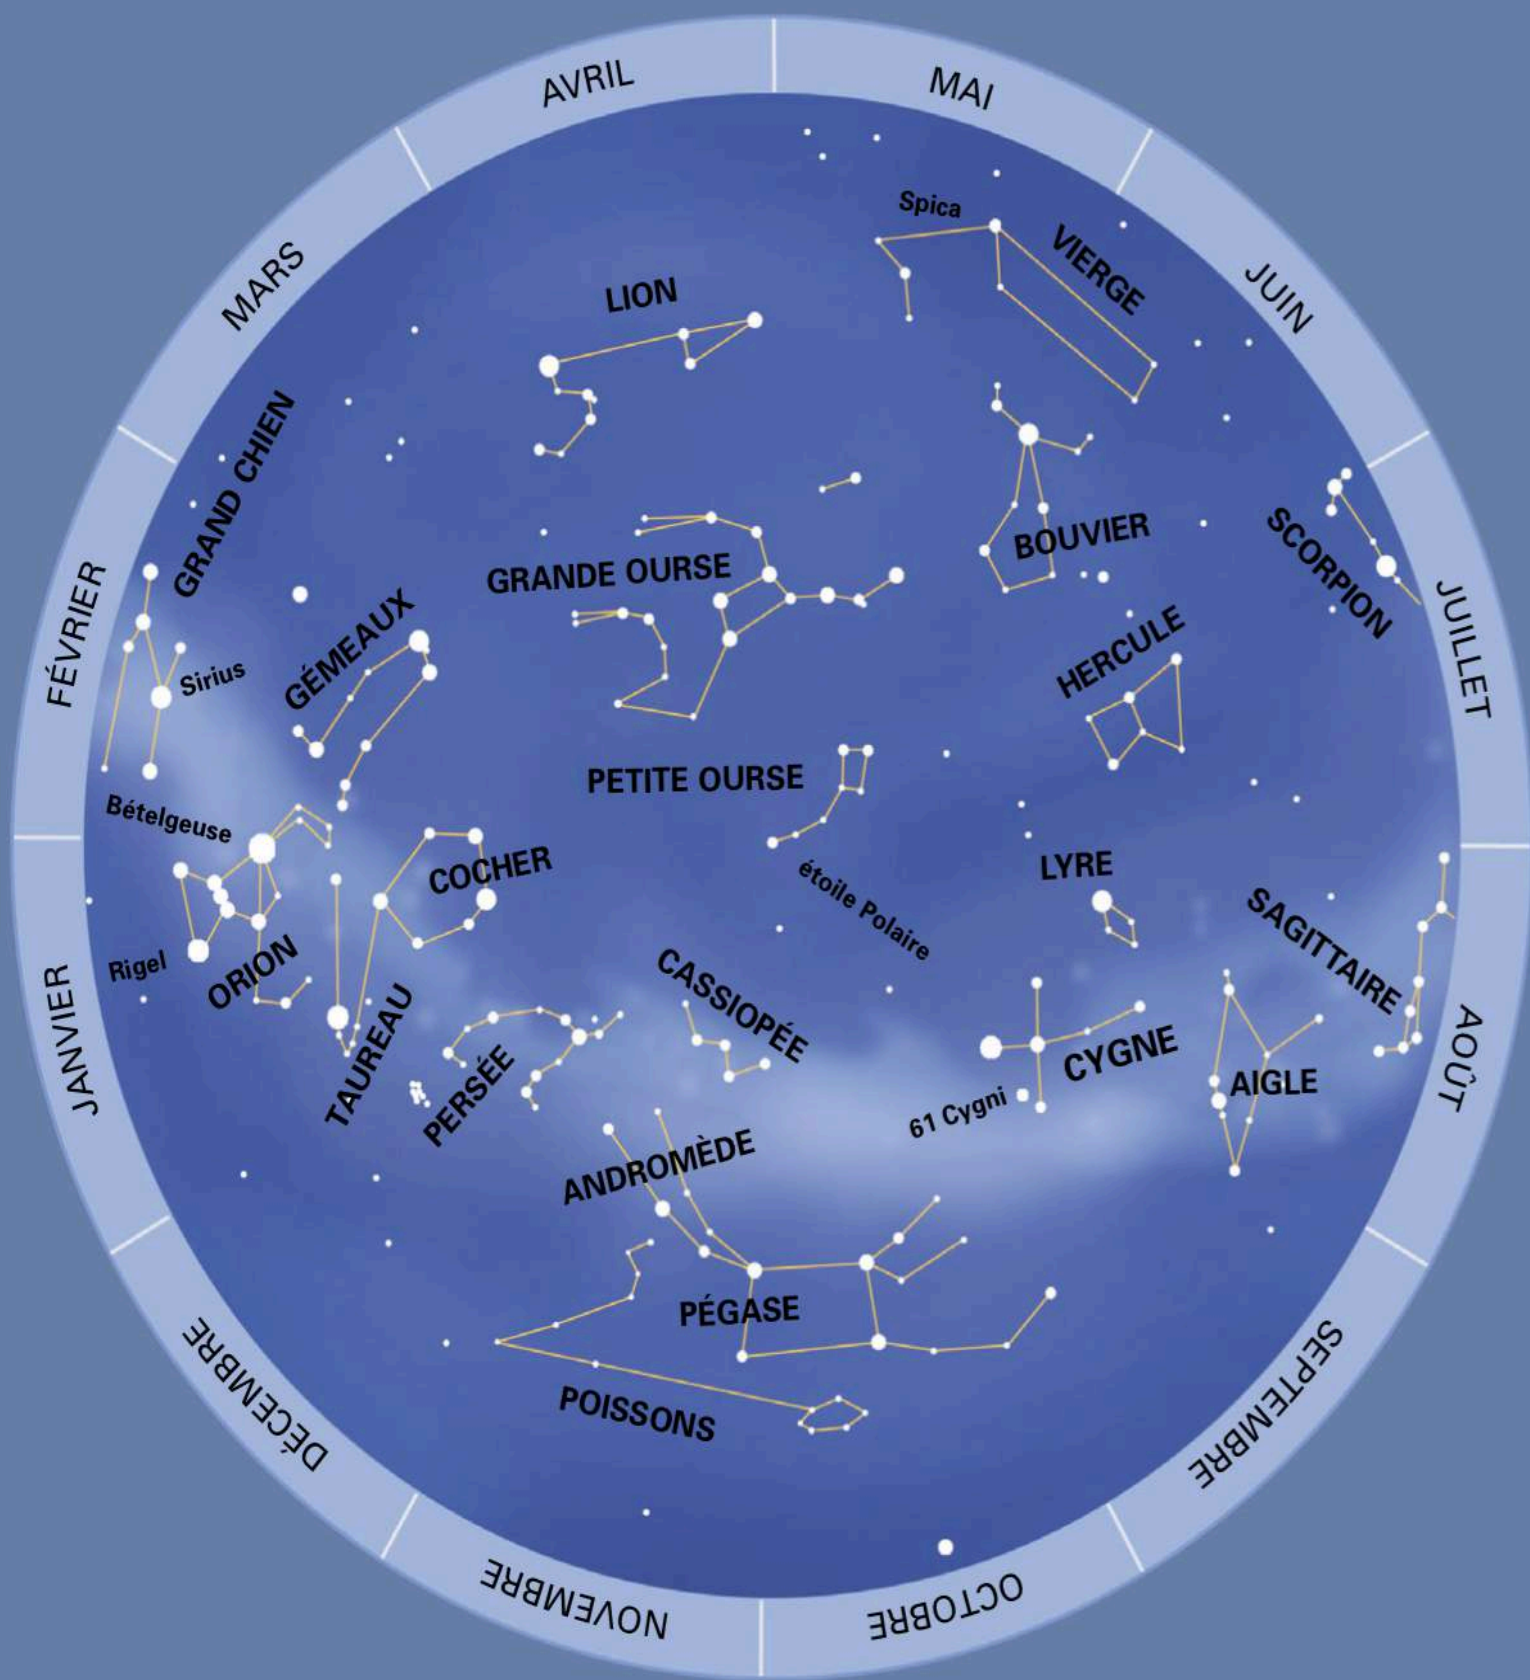 AVRIL
MAI
MARS
JUIN
Spica
VIERGE
LION
GRAND CHIEN
SCORPION
BOUVIER
GRANDE OURSE
FÉVRIER
JUILLET
GÉMEAUX
Sirius
HERCULE
PETITE OURSE
Bételgeuse
COCHER
LYRE
étoile Polaire
SAGITTAIRE
Rigel
ORION
CASSIOPÉE
JANVIER
TAUREAU
PERSÉE
CYGNE
AIGLE
61 Cygni
AOÛT
ANDROMÈDE
PÉGASE
POISSONS
DÉCEMBRE
SEPTEMBRE
NOVEMBRE
OCTOBRE